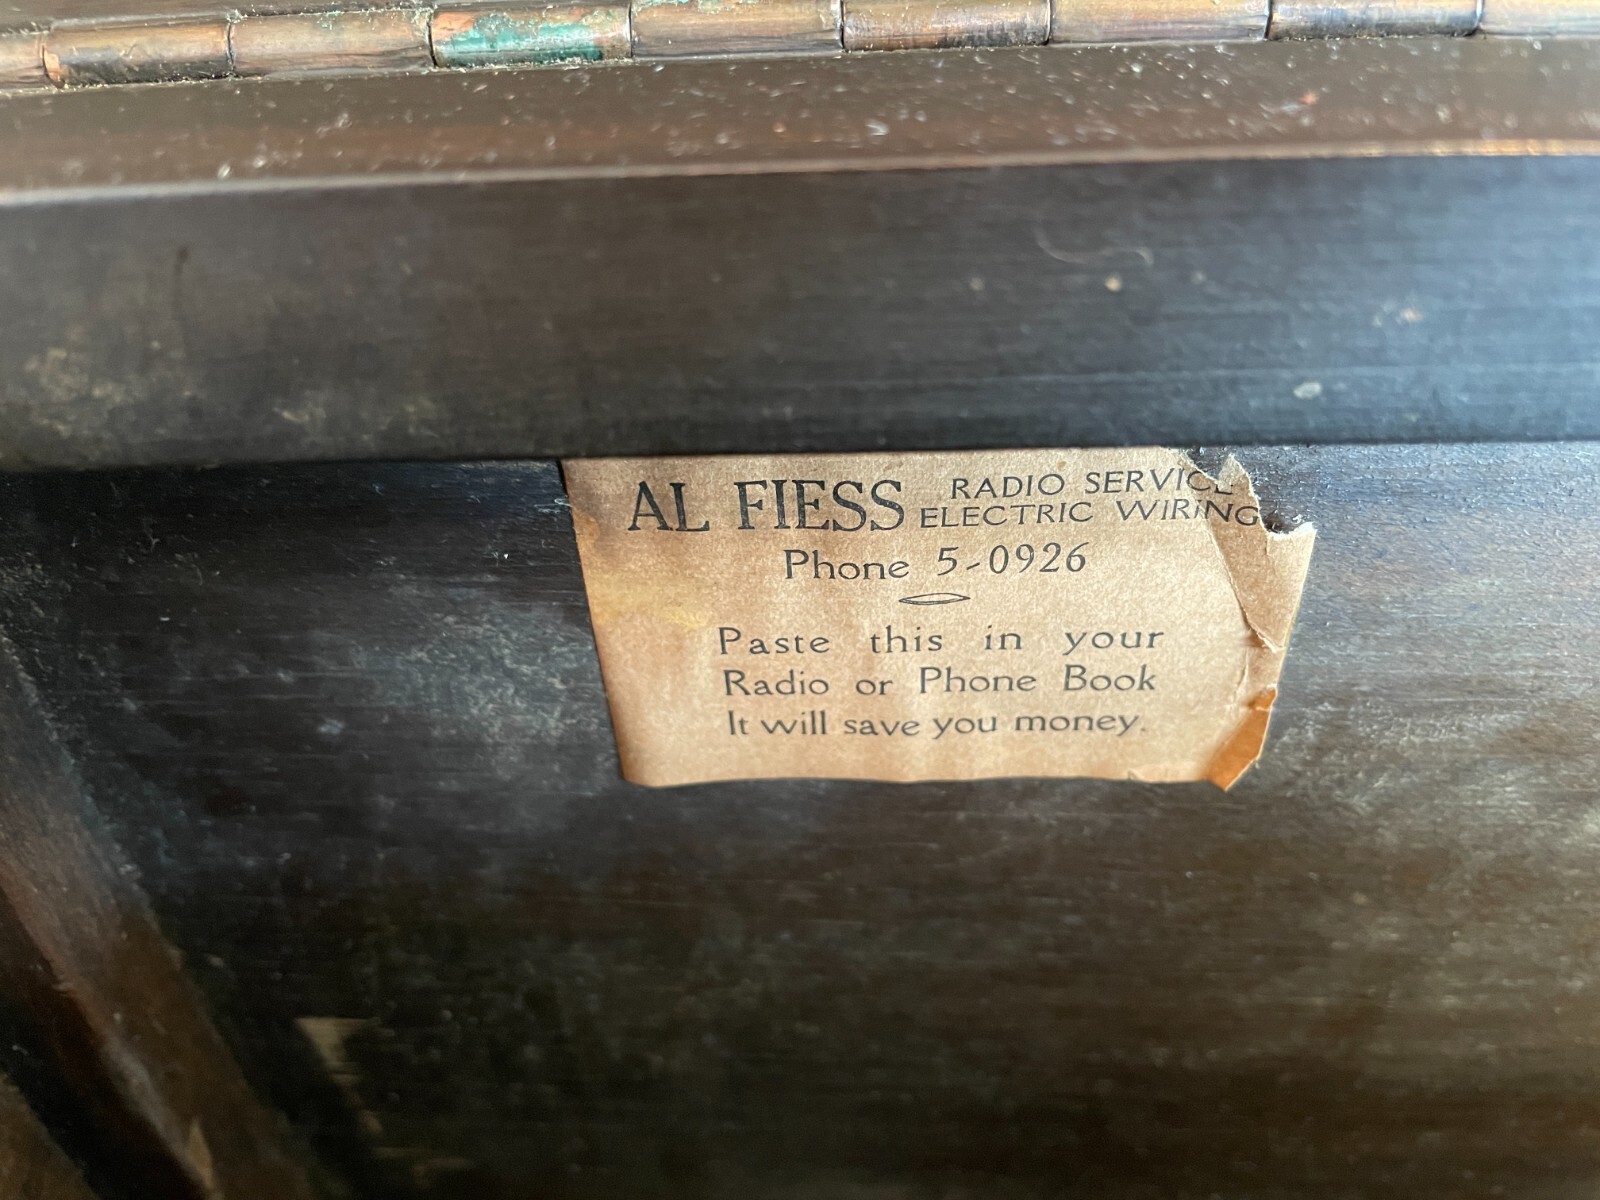 AL FIESS RADIO SERVICE
ELECTRIC WIRING
Phone 5-0926
Paste this in your
Radio or Phone Book
It will save you money.